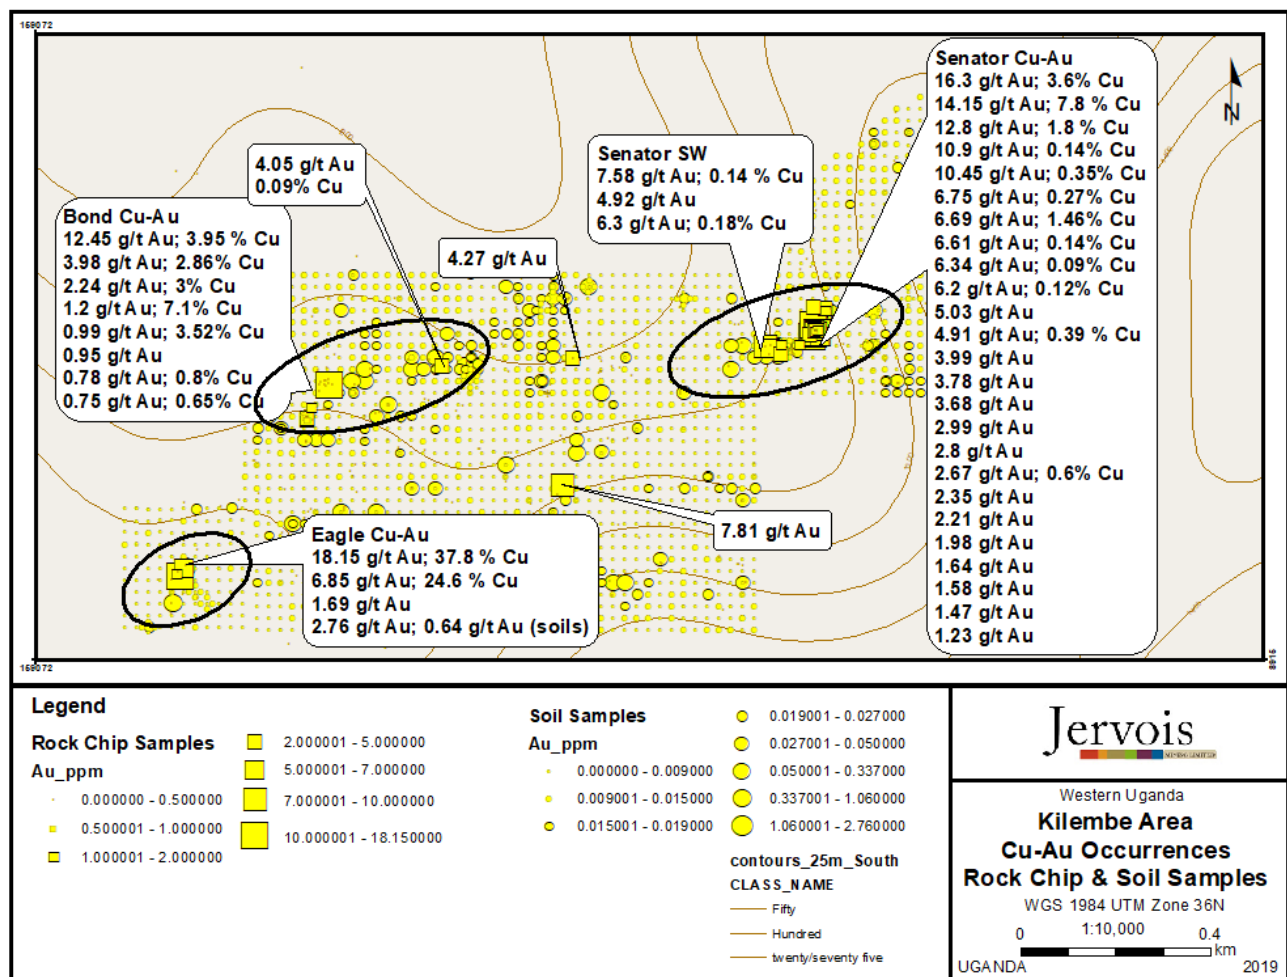 159072
4.05 g/t Au
0.09% Cu
Bond Cu-Au
12.45 g/t Au; 3.95 % Cu
3.98 g/t Au; 2.86% Cu
2.24 g/t Au; 3% Cu
1.2 g/t Au; 7.1% Cu
0.99 g/t Au; 3.52% Cu
0.95 g/t Au
0.78 g/t Au; 0.8% Cu
0.75 g/t Au; 0.65% C
4.27 g/t Au
Senator SW
7.58 g/t Au; 0.14 % Cu
4.92 g/t Au
6.3 g/t Au; 0.18% Cu
Senator Cu-Au
16.3 g/t Au; 3.6% Cu
14.15 g/t Au; 7.8 % Cu
12.8 g/t Au; 1.8 % Cu
10.9 g/t Au; 0.14% Cu
10.45 g/t Au; 0.35% Cu
6.75 g/t Au; 0.27% Cu
6.69 g/t Au; 1.46% Cu
6.61 g/t Au; 0.14% Cu
6.34 g/t Au; 0.09% Cu
6.2 g/t Au; 0.12% Cu
5.03 g/t Au
4.91 g/t Au; 0.39 % Cu
3.99 g/t Au
3.78 g/t Au
3.68 g/t Au
2.99 g/t Au
2.8 g/t Au
2.67 g/t Au; 0.6% Cu
2.35 g/t Au
2.21 g/t Au
1.98 g/t Au
1.64 g/t Au
1.58 g/t Au
1.47 g/t Au
1.23 g/t Au
N
7.81 g/t Au
Eagle Cu-Au
18.15 g/t Au; 37.8 % Cu
6.85 g/t Au; 24.6 % Cu
1.69 g/t Au
2.76 g/t Au; 0.64 g/t Au (soils)
159072
8915
Legend
Rock Chip Samples
Au_ppm
0.000000 - 0.500000
0.500001 - 1.000000
1.000001 - 2.000000
2.000001 - 5.000000
5.000001 - 7.000000
7.000001 - 10.000000
10.000001 - 18.150000
Soil Samples
Au_ppm
0.000000 - 0.009000
0.009001 - 0.015000
0.015001 - 0.019000
0.019001 - 0.027000
0.027001 - 0.050000
0.050001 - 0.337000
0.337001 - 1.060000
1.060001 - 2.760000
contours_25m_South
CLASS_NAME
Fifty
Hundred
twenty/seventy five
Jervois
MINING LIMITED
Western Uganda
Kilembe Area
Cu-Au Occurrences
Rock Chip & Soil Samples
WGS 1984 UTM Zone 36N
1:10,000
0 0.4
km
UGANDA 2019